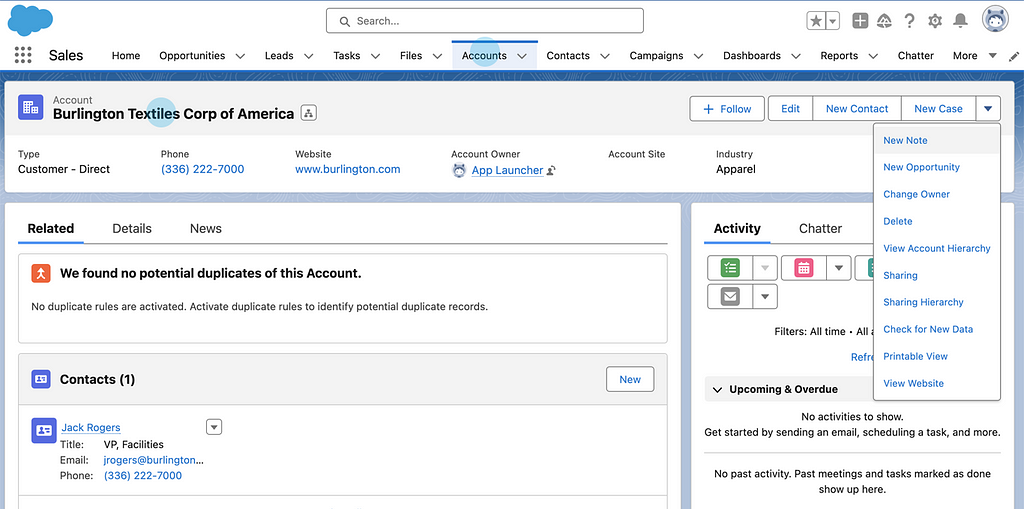 Search...
Sales
Home
Opportunities
Leads
Tasks
Files
Accounts
Contacts
Campaigns
Dashboards
Reports
Chatter
More
Account
Burlington Textiles Corp of America
+ Follow
Edit
New Contact
New Case
Type
Customer - Direct
Phone
(336) 222-7000
Website
www.burlington.com
Account Owner
App Launcher
Account Site
Industry
Apparel
New Note
New Opportunity
Change Owner
Delete
View Account Hierarchy
Sharing
Sharing Hierarchy
Check for New Data
Printable View
View Website
Related
Details
News
We found no potential duplicates of this Account.
No duplicate rules are activated. Activate duplicate rules to identify potential duplicate records.
Contacts (1)
New
Jack Rogers
Title: VP, Facilities
Email: jrogers@burlington...
Phone: (336) 222-7000
Activity
Chatter
Filters: All time • All
Refre
Upcoming & Overdue
No activities to show.
Get started by sending an email, scheduling a task, and more.
No past activity. Past meetings and tasks marked as done
show up here.